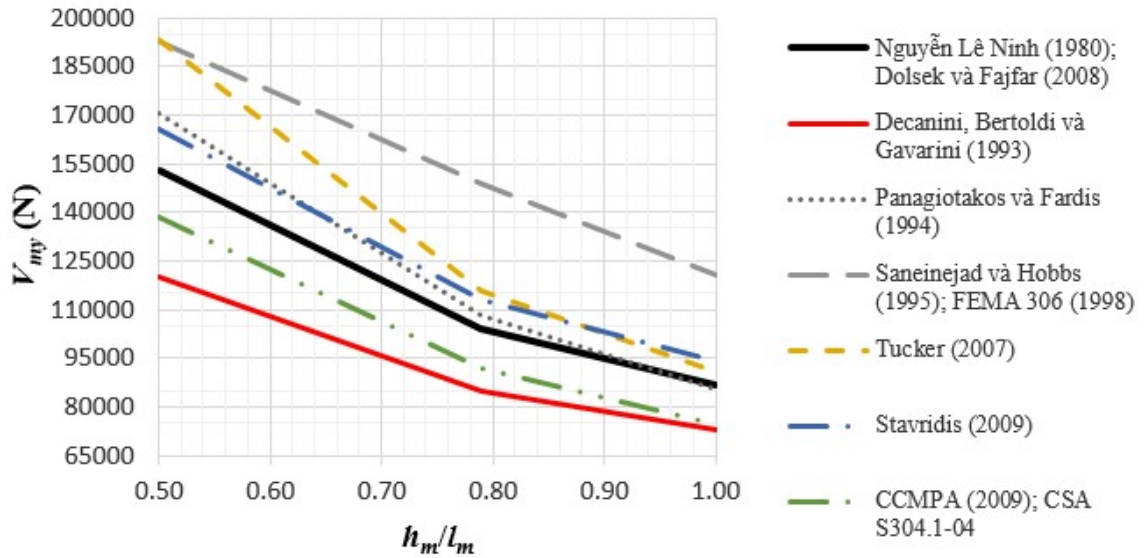 200000
185000
170000
155000
140000
125000
110000
95000
80000
65000
V_my (N)
0.50 0.60 0.70 0.80 0.90 1.00
h_m/l_m
Nguyễn Lê Ninh (1980);
Dolsek và Fajfar (2008)
Decanini, Bertoldi và
Gavarini (1993)
Panagiotakos và Fardis
(1994)
Saneinejad và Hobbs
(1995); FEMA 306 (1998)
Tucker (2007)
Stavridis (2009)
CCMPA (2009); CSA
S304.1-04